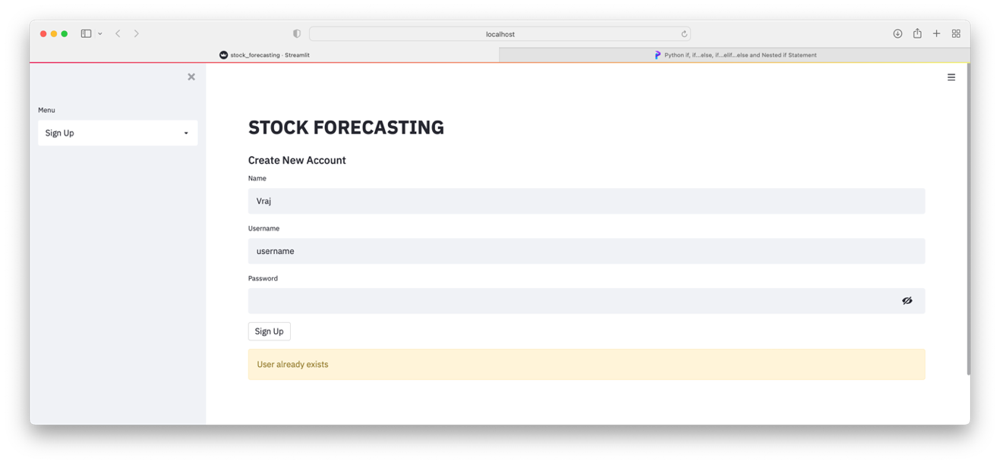 localhost
stock_forecasting · Streamlit
Python if, if...else, if...elif...else and Nested if Statement
Menu
Sign Up
STOCK FORECASTING
Create New Account
Name
Vraj
Username
username
Password
Sign Up
User already exists